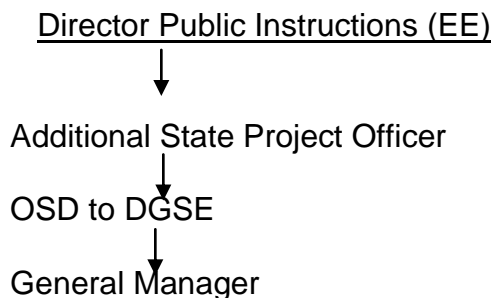 Director Public Instructions (EE)
Additional State Project Officer
OSD to DGSE
General Manager